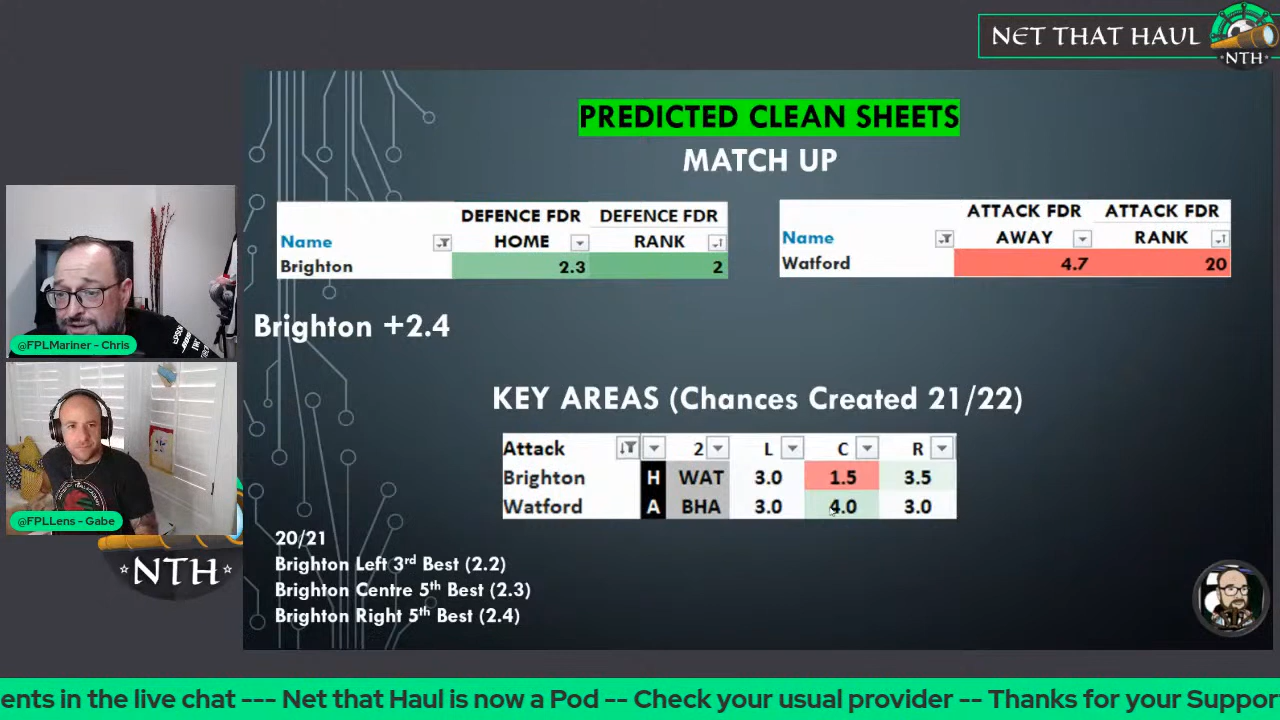 NET THAT HAUL
NTH
PREDICTED CLEAN SHEETS
MATCH UP
DEFENCE FDR DEFENCE FDR
Name HOME RANK
Brighton 2.3 2
ATTACK FDR ATTACK FDR
Name AWAY RANK
Watford 4.7 20
Brighton +2.4
@FPLMariner - Chris
KEY AREAS (Chances Created 21/22)
Attack 2 L C R
Brighton H WAT 3.0 1.5 3.5
Watford A BHA 3.0 4.0 3.0
@FPLLens - Gabe
NTH
20/21
Brighton Left 3rd Best (2.2)
Brighton Centre 5th Best (2.3)
Brighton Right 5th Best (2.4)
ents in the live chat --- Net that Haul is now a Pod -- Check your usual provider -- Thanks for your Suppor